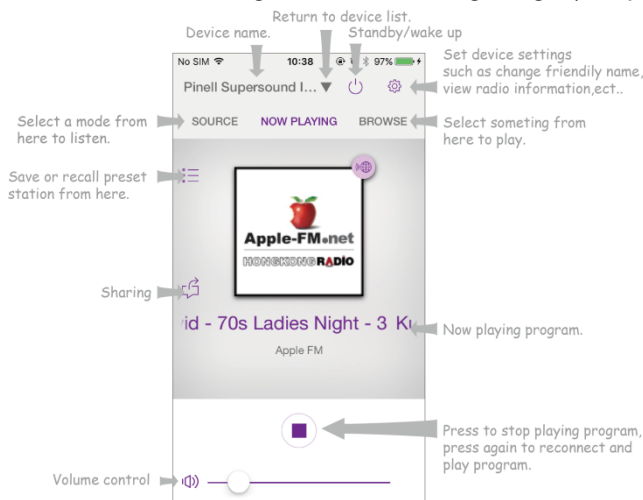 Return to device list.
Device name.
Standby/wake up
No SIM
10:38
97%
Set device settings
such as change friendily name,
view radio information,ect..
Pinell Supersound I...
Select a mode from
here to listen.
SOURCE
NOW PLAYING
BROWSE
Select someting from
here to play.
Save or recall preset
station from here.
Apple-FM.net
HONGKONG RADIO
Sharing
id - 70s Ladies Night - 3
Now playing program.
Apple FM
Press to stop playing program,
press again to reconnect and
play program.
Volume control